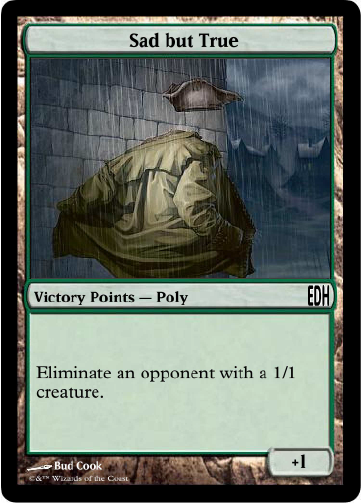 Sad but True
Victory Points — Poly
EDH
Eliminate an opponent with a 1/1
creature.
+1
Bud Cook
©&™ Wizards of the Coast